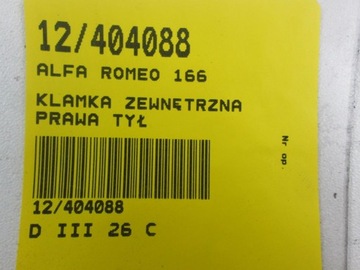 12/404088
ALFA ROMEO 166
KLAMKA ZEWNĘTRZNA
PRAWA TYŁ
Nr op.
12/404088
D III 26 C